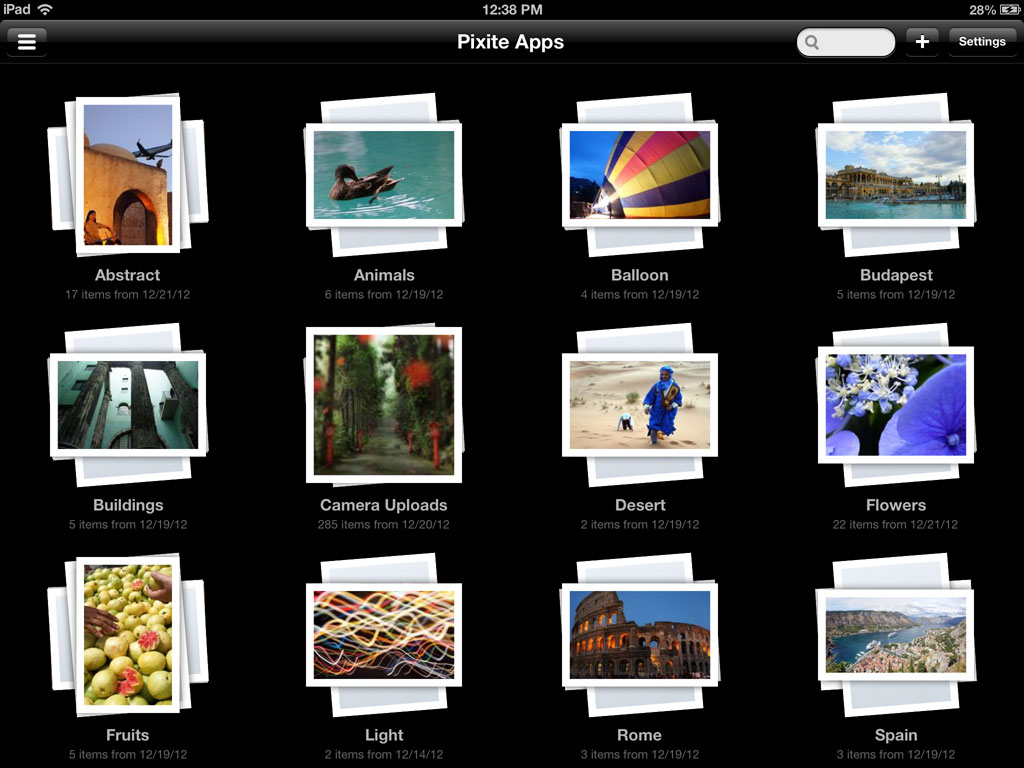 iPad 12:38 PM 28%
Pixite Apps Settings
Abstract Animals Balloon Budapest
17 items from 12/21/12 6 items from 12/19/12 4 items from 12/19/12 5 items from 12/19/12
Buildings Camera Uploads Desert Flowers
5 items from 12/19/12 285 items from 12/20/12 2 items from 12/19/12 22 items from 12/21/12
Fruits Light Rome Spain
5 items from 12/19/12 2 items from 12/14/12 3 items from 12/19/12 3 items from 12/19/12